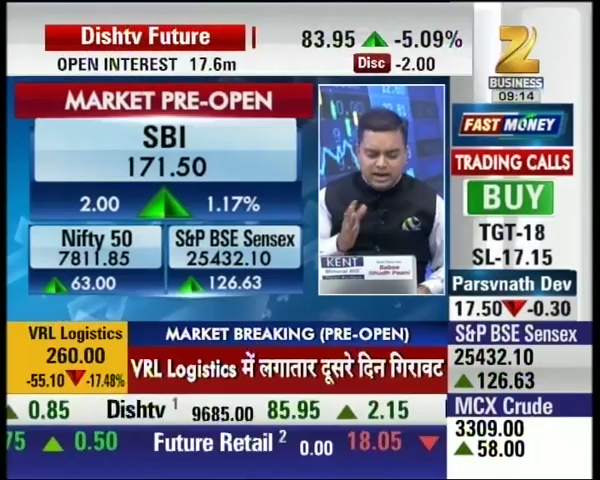 Dishtv Future
83.95 -5.09%
OPEN INTEREST 17.6m
Disc -2.00
Z
BUSINESS
09:14
MARKET PRE-OPEN
SBI
171.50
2.00 1.17%
Nifty 50
7811.85
63.00
S&P BSE Sensex
25432.10
126.63
KENT
Mineral RO
Sabse
Shudh Paani
FAST MONEY
TRADING CALLS
BUY
TGT-18
SL-17.15
Parsvnath Dev
17.50 -0.30
VRL Logistics
260.00
-55.10 -17.48%
MARKET BREAKING (PRE-OPEN)
VRL Logistics में लगातार दूसरे दिन गिरावट
S&P BSE Sensex
25432.10
126.63
0.85 Dishtv 1 9685.00 85.95 2.15
75 0.50 Future Retail 2 0.00 18.05
MCX Crude
3309.00
58.00